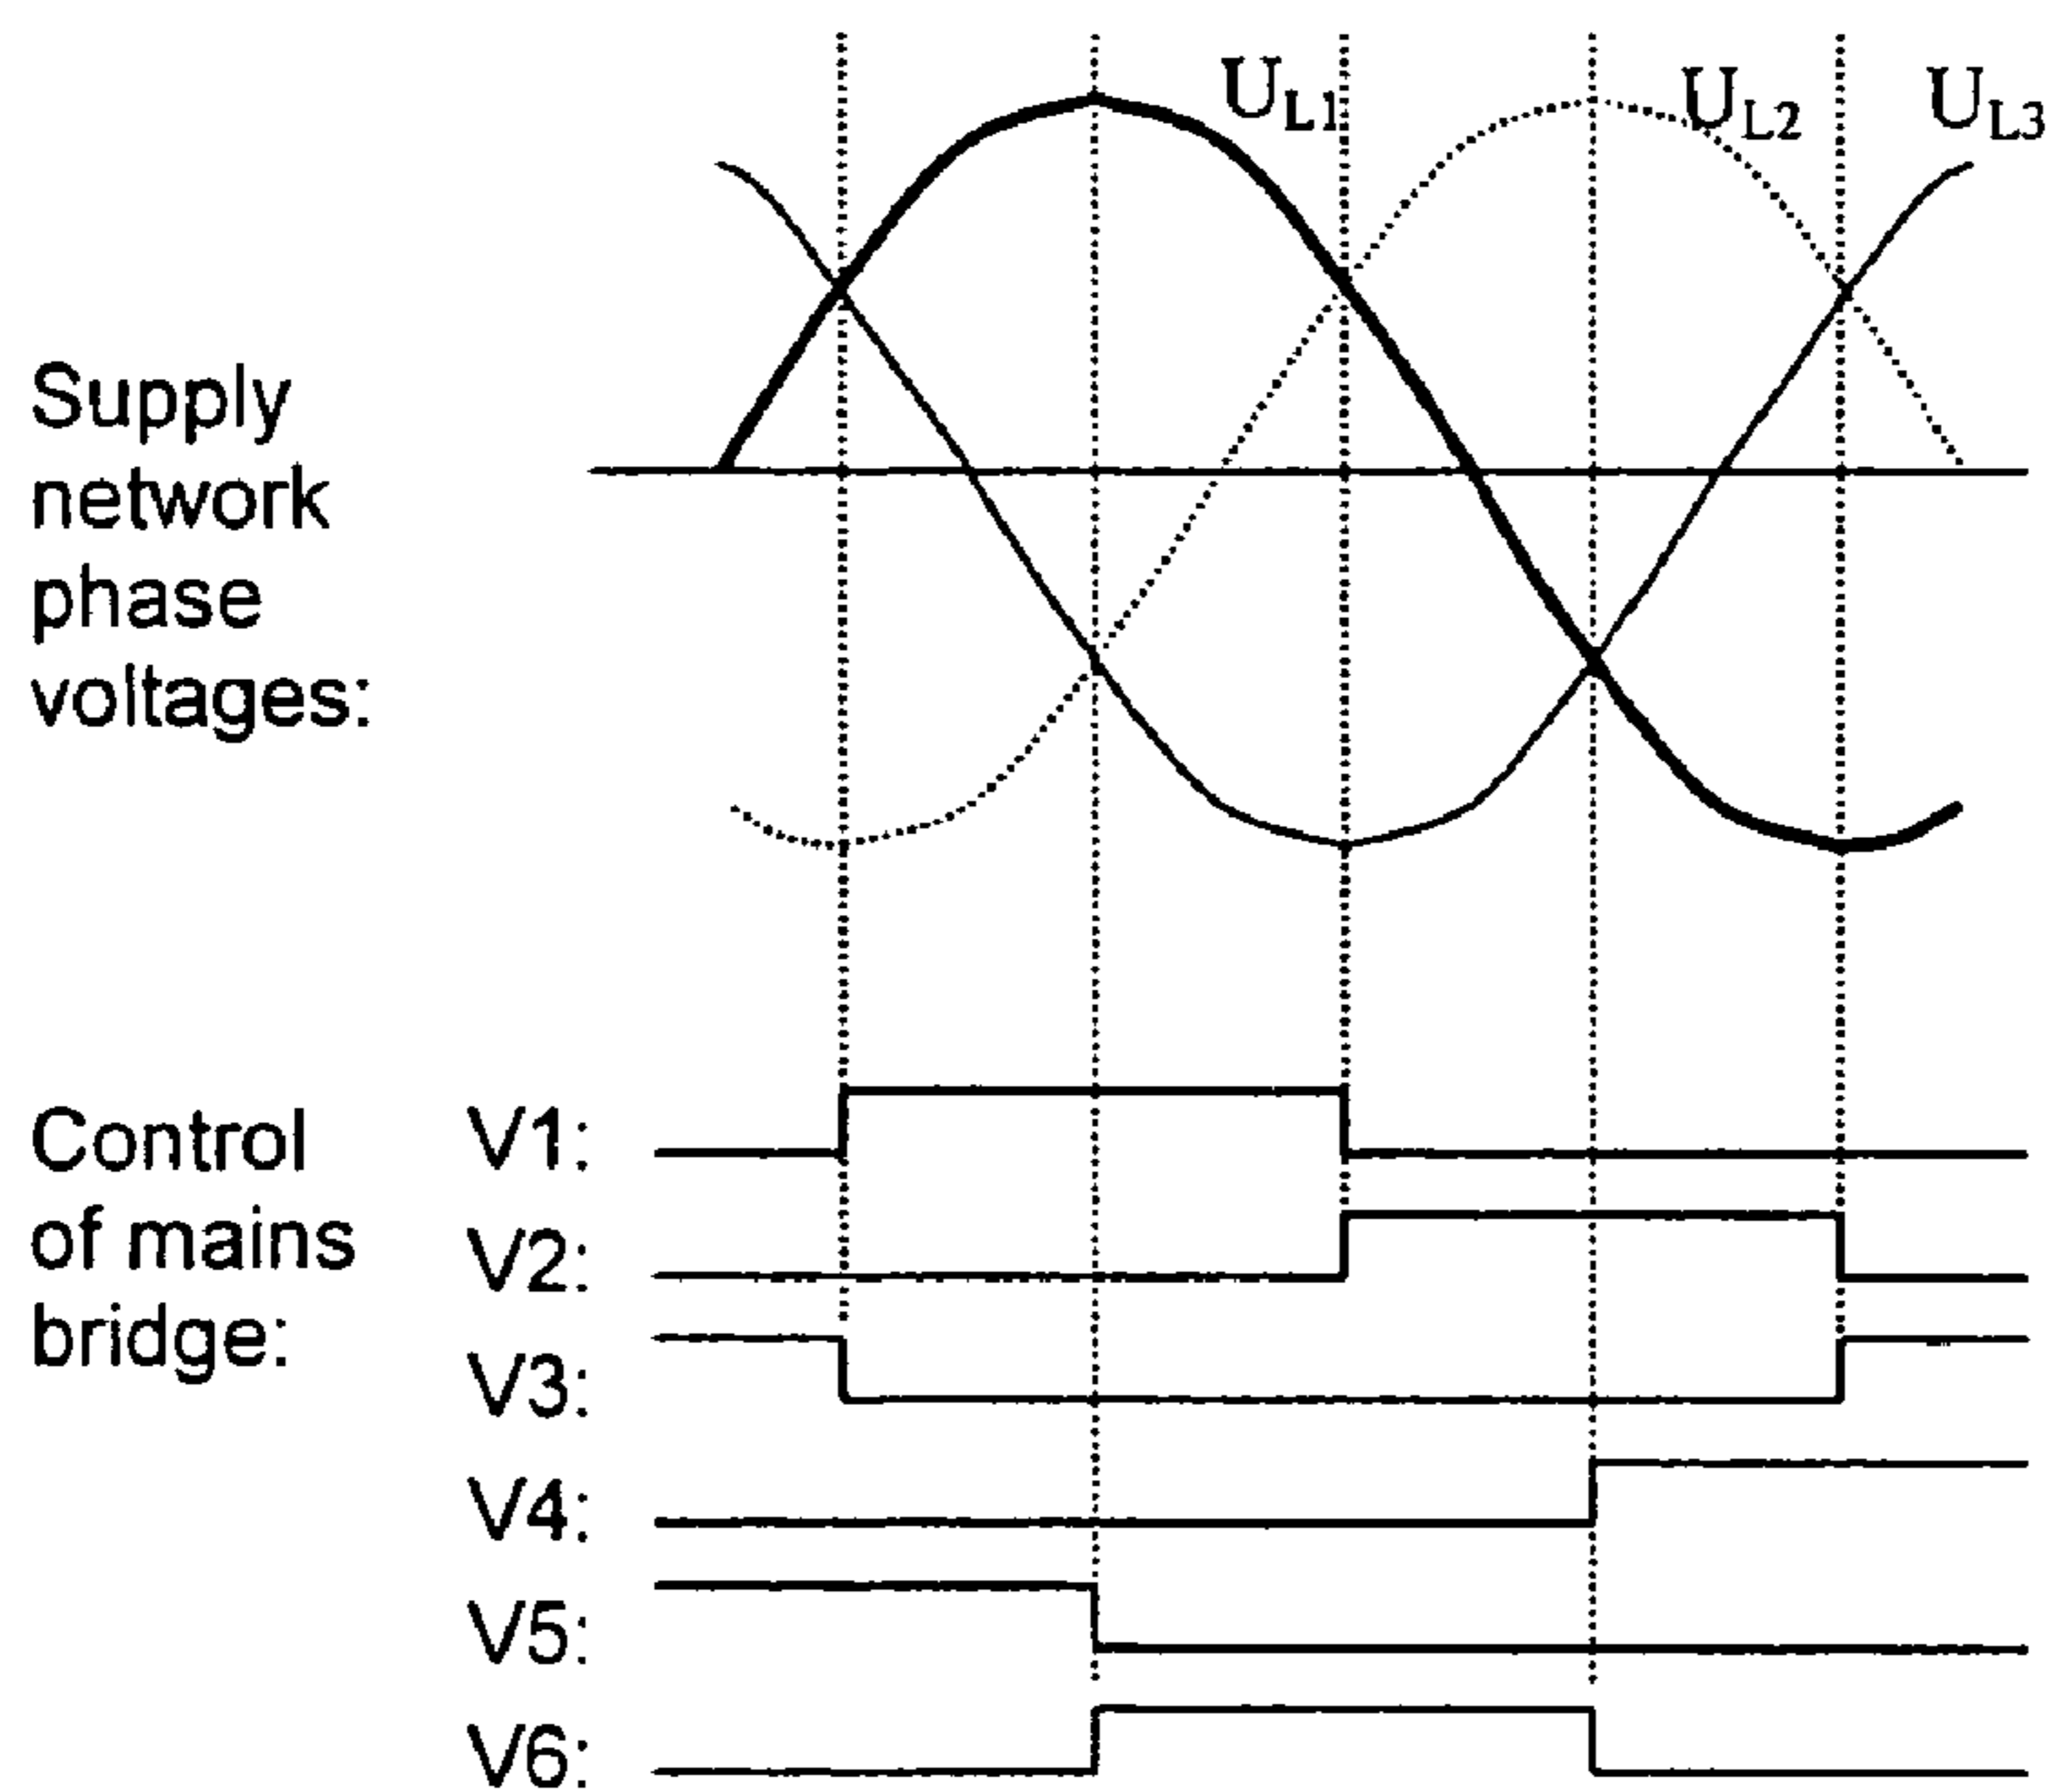 U_L1 U_L2 U_L3
Supply
network
phase
voltages:
Control
of mains
bridge:
V1:
V2:
V3:
V4:
V5:
V6: